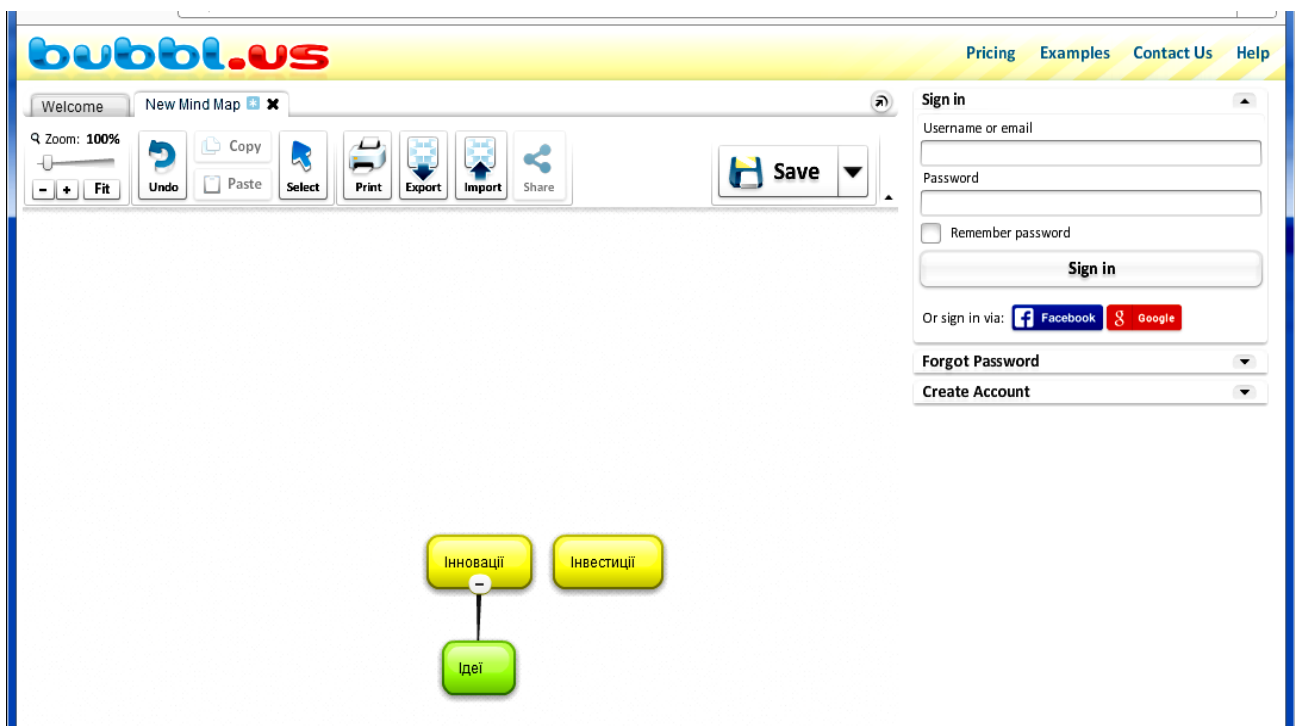 bubbl.us
Pricing Examples Contact Us Help
Welcome
New Mind Map
Zoom: 100%
- + Fit
Undo
Copy
Paste
Select
Print
Export
Import
Share
Save
Sign in
Username or email
Password
Remember password
Sign in
Or sign in via: f Facebook 8 Google
Forgot Password
Create Account
Інновації
Інвестиції
Ідеї